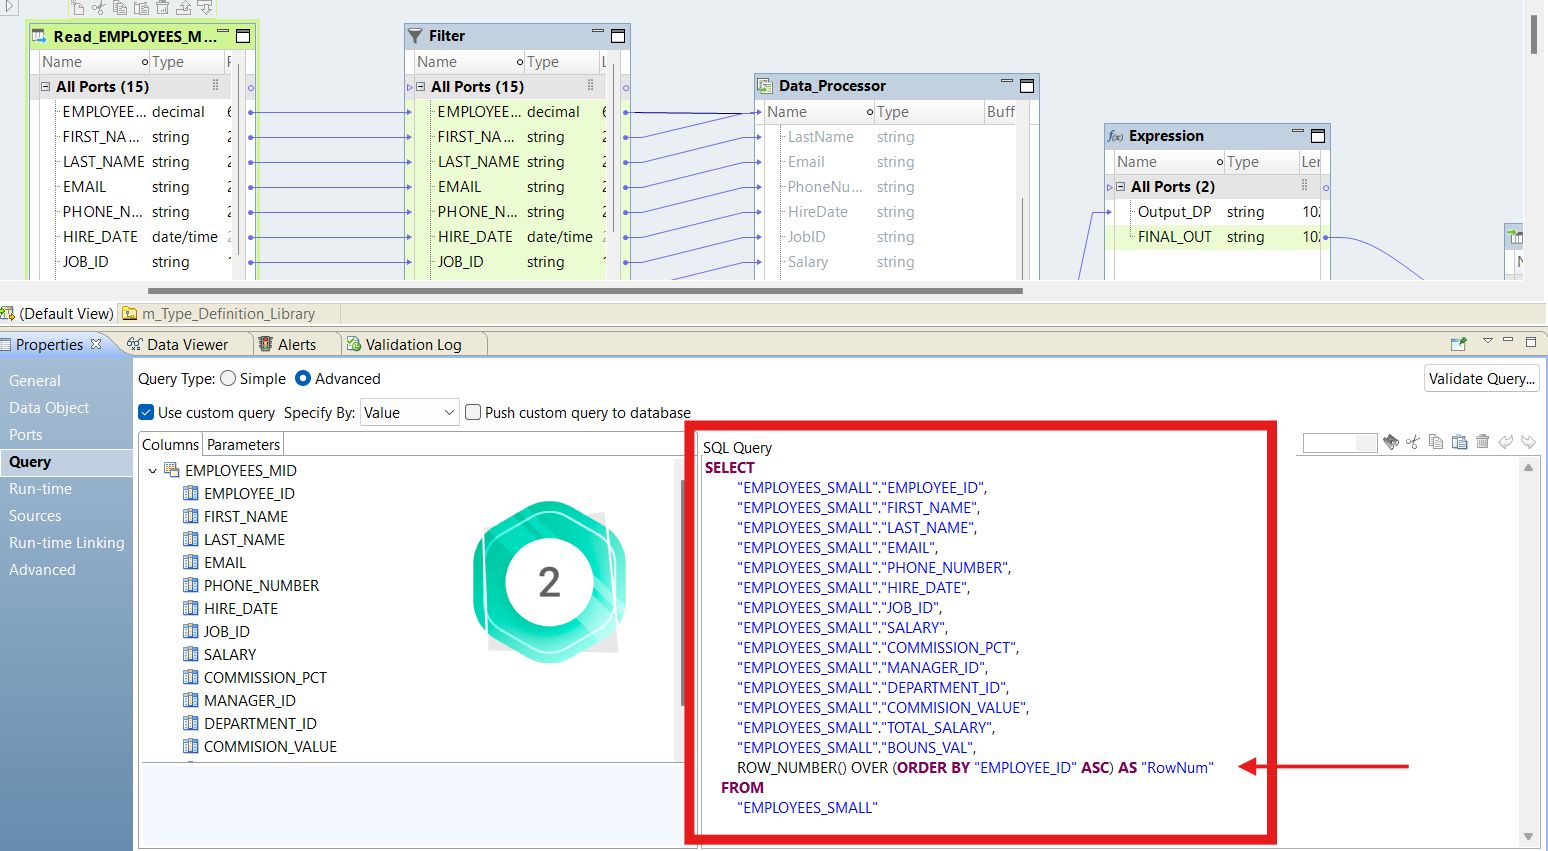 Read_EMPLOYEES_M...
Name Type
All Ports (15)
EMPLOYEE... decimal
FIRST_NA... string
LAST_NAME string
EMAIL string
PHONE_N... string
HIRE_DATE date/time
JOB_ID string
Filter
Name Type
All Ports (15)
EMPLOYEE... decimal
FIRST_NA... string
LAST_NAME string
EMAIL string
PHONE_N... string
HIRE_DATE date/time
JOB_ID string
Data_Processor
Name Type Buff
LastName string
Email string
PhoneNu... string
HireDate string
JobID string
Salary string
f(x) Expression
Name Type Ler
All Ports (2)
Output_DP string 10
FINAL_OUT string 10
N
(Default View) m_Type_Definition_Library
Properties Data Viewer Alerts Validation Log
General
Data Object
Ports
Query
Run-time
Sources
Run-time Linking
Advanced
Query Type: Simple Advanced Validate Query...
Use custom query Specify By: Value Push custom query to database
Columns Parameters
EMPLOYEES_MID
EMPLOYEE_ID
FIRST_NAME
LAST_NAME
EMAIL
PHONE_NUMBER
HIRE_DATE
JOB_ID
SALARY
COMMISSION_PCT
MANAGER_ID
DEPARTMENT_ID
COMMISION_VALUE
2
SQL Query
SELECT
"EMPLOYEES_SMALL"."EMPLOYEE_ID",
"EMPLOYEES_SMALL"."FIRST_NAME",
"EMPLOYEES_SMALL"."LAST_NAME",
"EMPLOYEES_SMALL"."EMAIL",
"EMPLOYEES_SMALL"."PHONE_NUMBER",
"EMPLOYEES_SMALL"."HIRE_DATE",
"EMPLOYEES_SMALL"."JOB_ID",
"EMPLOYEES_SMALL"."SALARY",
"EMPLOYEES_SMALL"."COMMISSION_PCT",
"EMPLOYEES_SMALL"."MANAGER_ID",
"EMPLOYEES_SMALL"."DEPARTMENT_ID",
"EMPLOYEES_SMALL"."COMMISION_VALUE",
"EMPLOYEES_SMALL"."TOTAL_SALARY",
"EMPLOYEES_SMALL"."BOUNS_VAL",
ROW_NUMBER() OVER (ORDER BY "EMPLOYEE_ID" ASC) AS "RowNum"
FROM
"EMPLOYEES_SMALL"